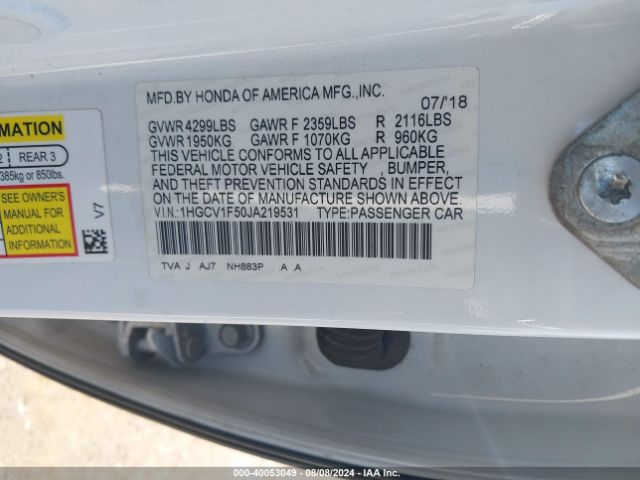 MFD.BY HONDA OF AMERICA MFG.,INC.
07/'18
GVWR 4299LBS GAWR F 2359LBS R 2116LBS
GVWR 1950KG GAWR F 1070KG R 960KG
THIS VEHICLE CONFORMS TO ALL APPLICABLE
FEDERAL MOTOR VEHICLE SAFETY , BUMPER,
AND THEFT PREVENTION STANDARDS IN EFFECT
ON THE DATE OF MANUFACTURE SHOWN ABOVE.
V.I.N.:1HGCV1F50JA219531 TYPE:PASSENGER CAR
TVA J AJ7 NH883P .A .A
MATION
2 REAR 3
385kg or 850lbs.
SEE OWNER'S
MANUAL FOR
ADDITIONAL
INFORMATION
V7
000-40053049 - 08/08/2024 - IAA Inc.